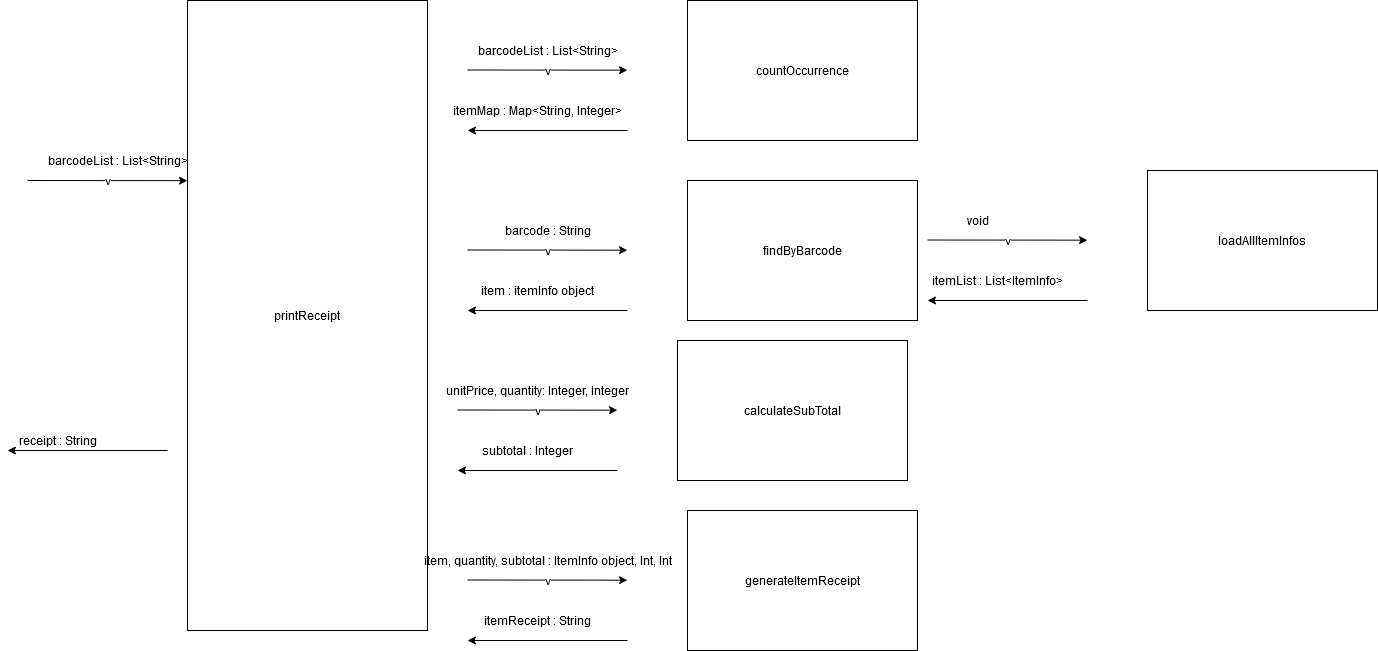 barcodeList : List<String>
countOccurrence
itemMap : Map<String, Integer>
barcodeList : List<String>
barcode : String
void
findByBarcode
loadAllItemInfos
item : itemInfo object
itemList : List<ItemInfo>
printReceipt
unitPrice, quantity: Integer, Integer
calculateSubTotal
receipt : String
subtotal : Integer
item, quantity, subtotal : ItemInfo object, Int, Int
generateItemReceipt
itemReceipt : String